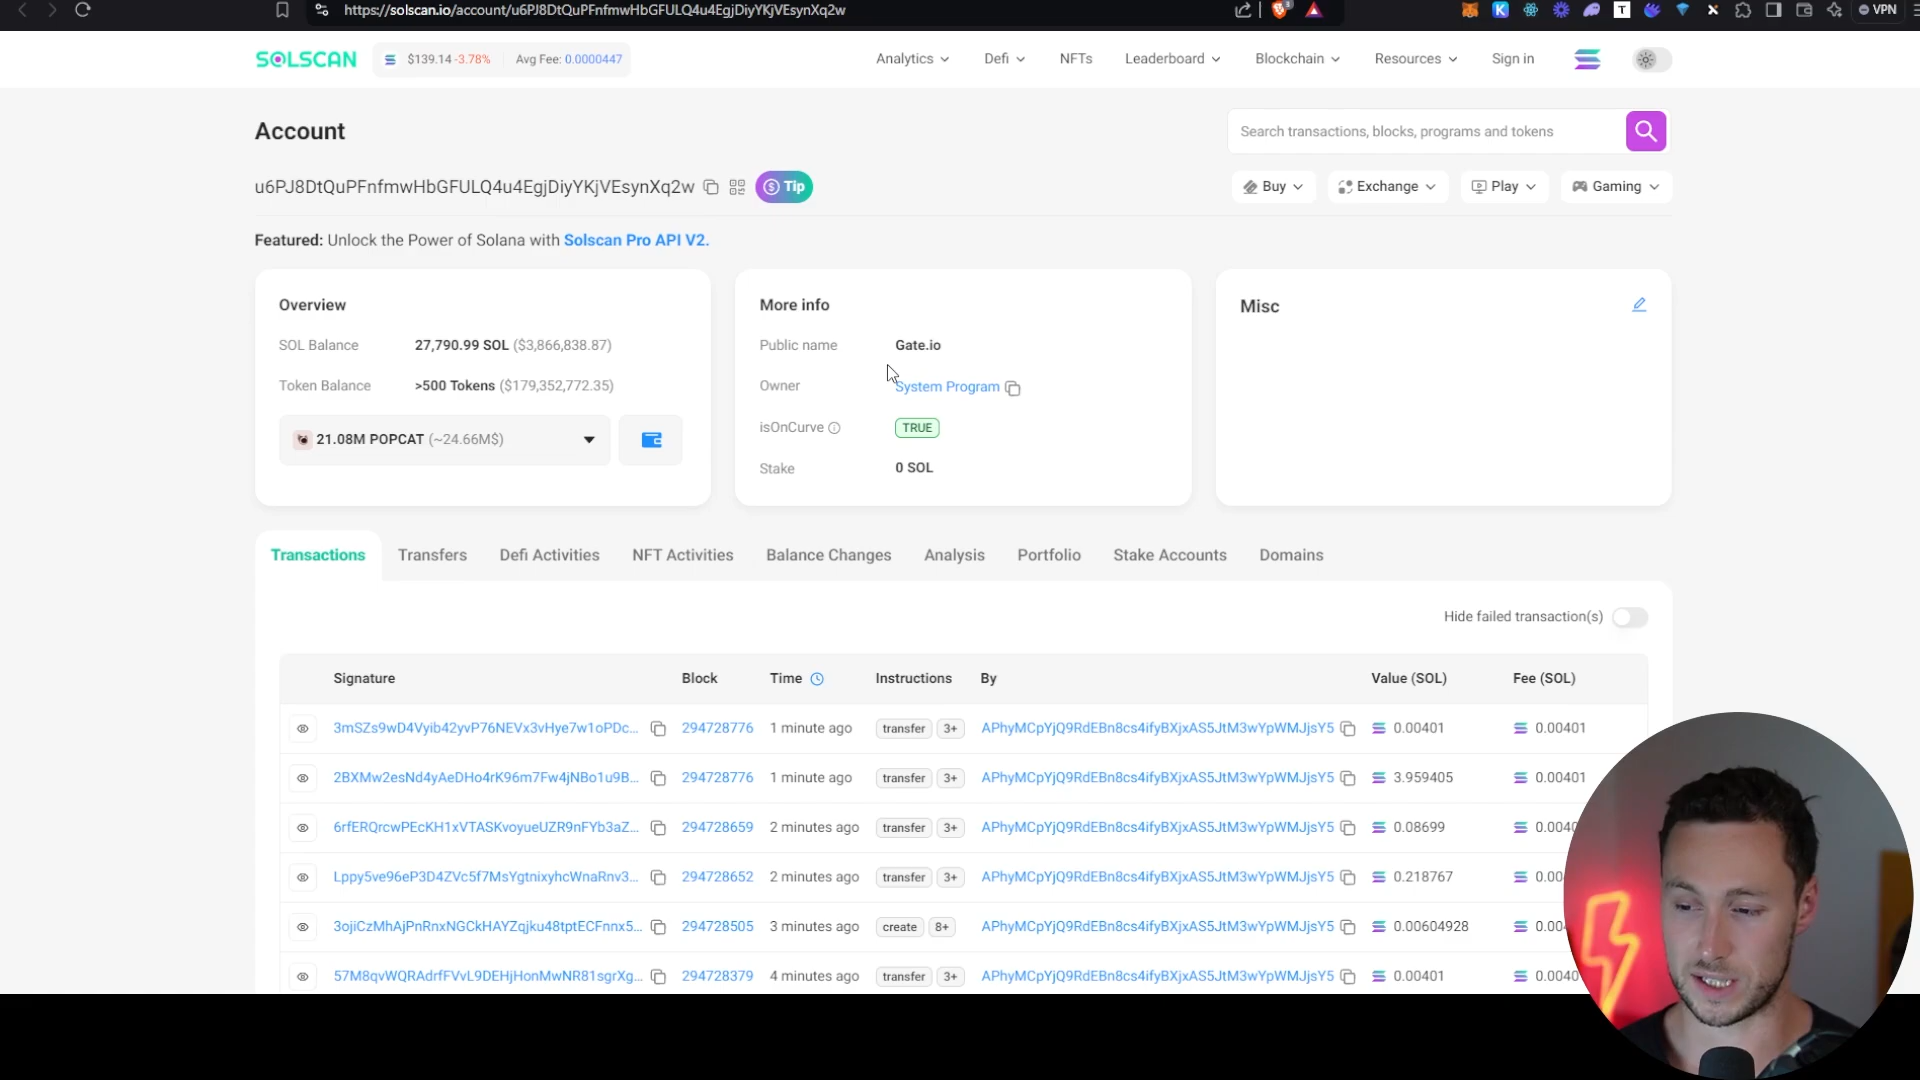 https://solscan.io/account/u6PJ8DtQuPFnfmwHbGFULQ4u4EgjDiyYKjVEsynXq2w
VPN
SOLSCAN
$139.14 -3.78%
Avg Fee: 0.0000447
Analytics
Defi
NFTs
Leaderboard
Blockchain
Resources
Sign in
Account
Search transactions, blocks, programs and tokens
u6PJ8DtQuPFnfmwHbGFULQ4u4EgjDiyYKjVEsynXq2w
Tip
Buy
Exchange
Play
Gaming
Featured: Unlock the Power of Solana with Solscan Pro API V2.
Overview
SOL Balance 27,790.99 SOL ($3,866,838.87)
Token Balance >500 Tokens ($179,352,772.35)
21.08M POPCAT (~24.66M$)
More info
Public name Gate.io
Owner System Program
isOnCurve TRUE
Stake 0 SOL
Misc
Transactions Transfers Defi Activities NFT Activities Balance Changes Analysis Portfolio Stake Accounts Domains
Hide failed transaction(s)
Signature Block Time Instructions By Value (SOL) Fee (SOL)
3mSZs9wD4Vyib42yvP76NEVx3vHye7w1oPDc... 294728776 1 minute ago transfer 3+ APhyMCpYjQ9RdEBn8cs4ifyBXjxAS5JtM3wYpWMJjsY5 0.00401 0.00401
2BXMw2esNd4yAeDHo4rK96m7Fw4jNBo1u9B... 294728776 1 minute ago transfer 3+ APhyMCpYjQ9RdEBn8cs4ifyBXjxAS5JtM3wYpWMJjsY5 3.959405 0.00401
6rfERQrcwPEcKH1xVTASKvoyueUZR9nFYb3aZ... 294728659 2 minutes ago transfer 3+ APhyMCpYjQ9RdEBn8cs4ifyBXjxAS5JtM3wYpWMJjsY5 0.08699 0.0040
Lppy5ve96eP3D4ZVc5f7MsYgtnixyhcWnaRnv3... 294728652 2 minutes ago transfer 3+ APhyMCpYjQ9RdEBn8cs4ifyBXjxAS5JtM3wYpWMJjsY5 0.218767 0.00
3ojiCzMhAjPnRnxNGCkHAYZqjku48tptECFnnx5... 294728505 3 minutes ago create 8+ APhyMCpYjQ9RdEBn8cs4ifyBXjxAS5JtM3wYpWMJjsY5 0.00604928 0.00
57M8qvWQRAdrfFVvL9DEHjHonMwNR81sgrXg... 294728379 4 minutes ago transfer 3+ APhyMCpYjQ9RdEBn8cs4ifyBXjxAS5JtM3wYpWMJjsY5 0.00401 0.0040